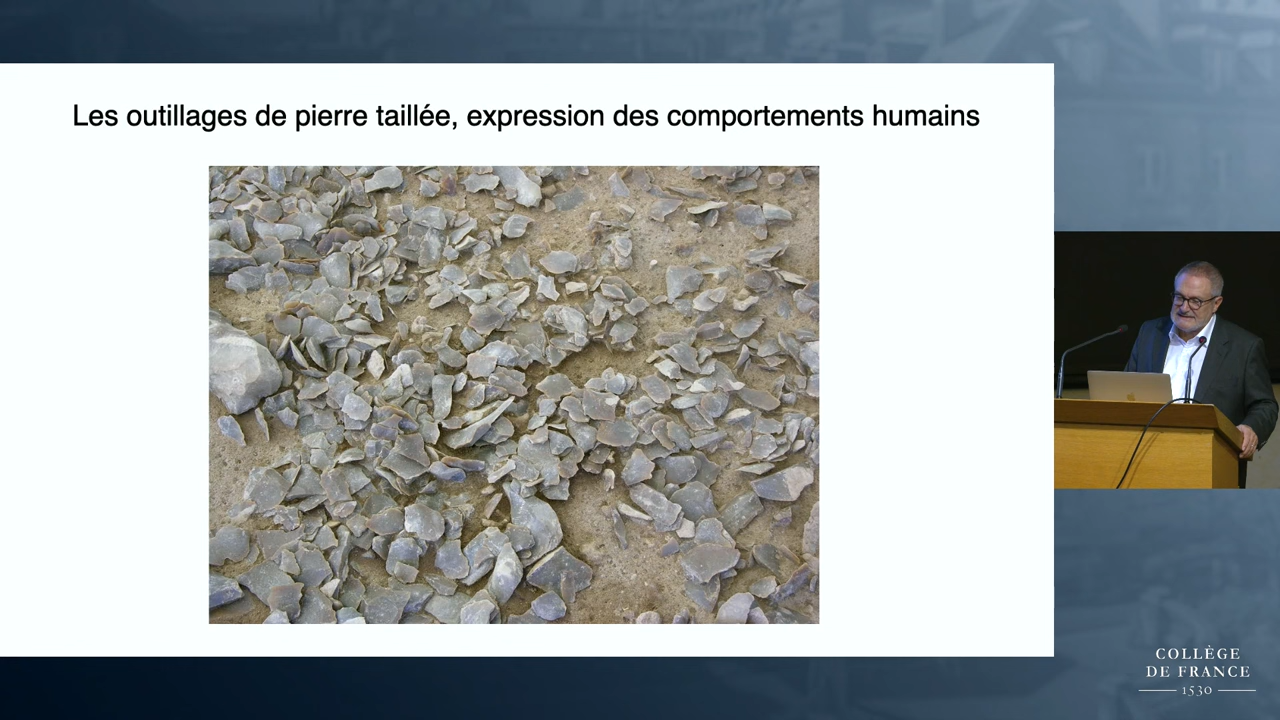 Les outillages de pierre taillée, expression des comportements humains
COLLÈGE
DE FRANCE
1530